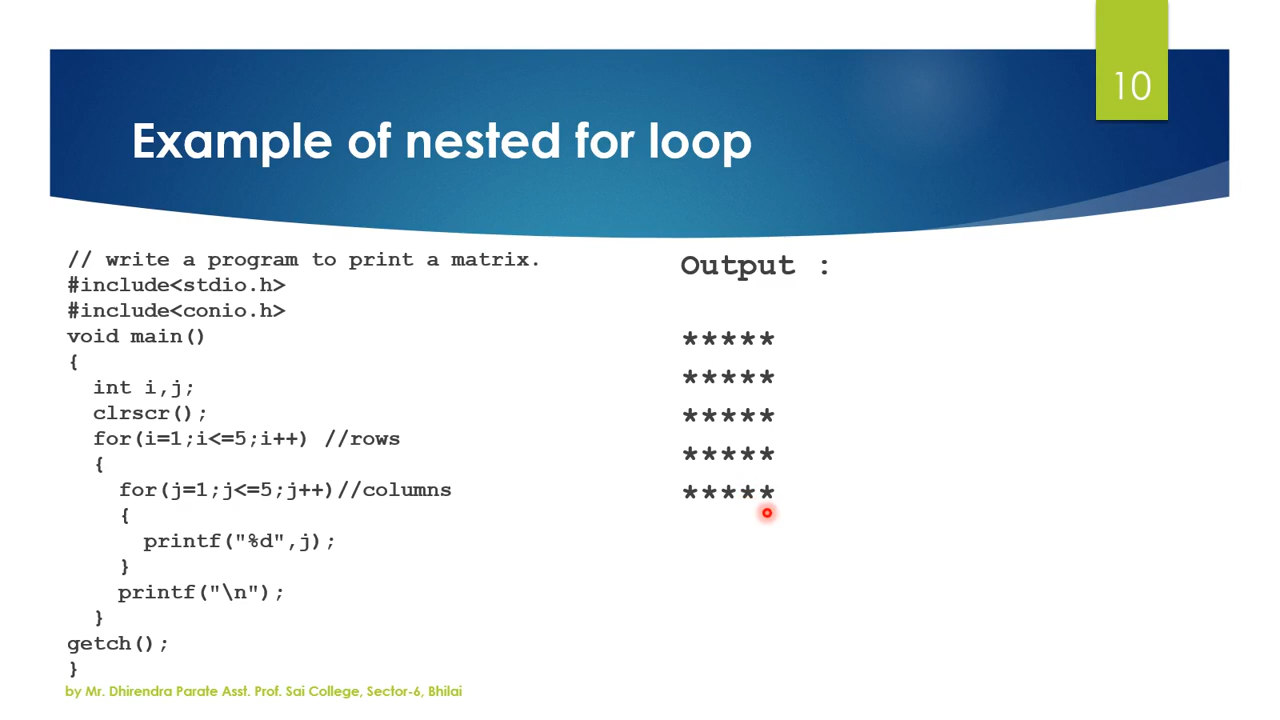 10
Example of nested for loop
// write a program to print a matrix.
#include<stdio.h>
#include<conio.h>
void main()
{
  int i,j;
  clrscr();
  for(i=1;i<=5;i++) //rows
  {
    for(j=1;j<=5;j++)//columns
    {
      printf("%d",j);
    }
    printf("\n");
  }
getch();
}
Output :
*****
*****
*****
*****
*****
by Mr. Dhirendra Parate Asst. Prof. Sai College, Sector-6, Bhilai